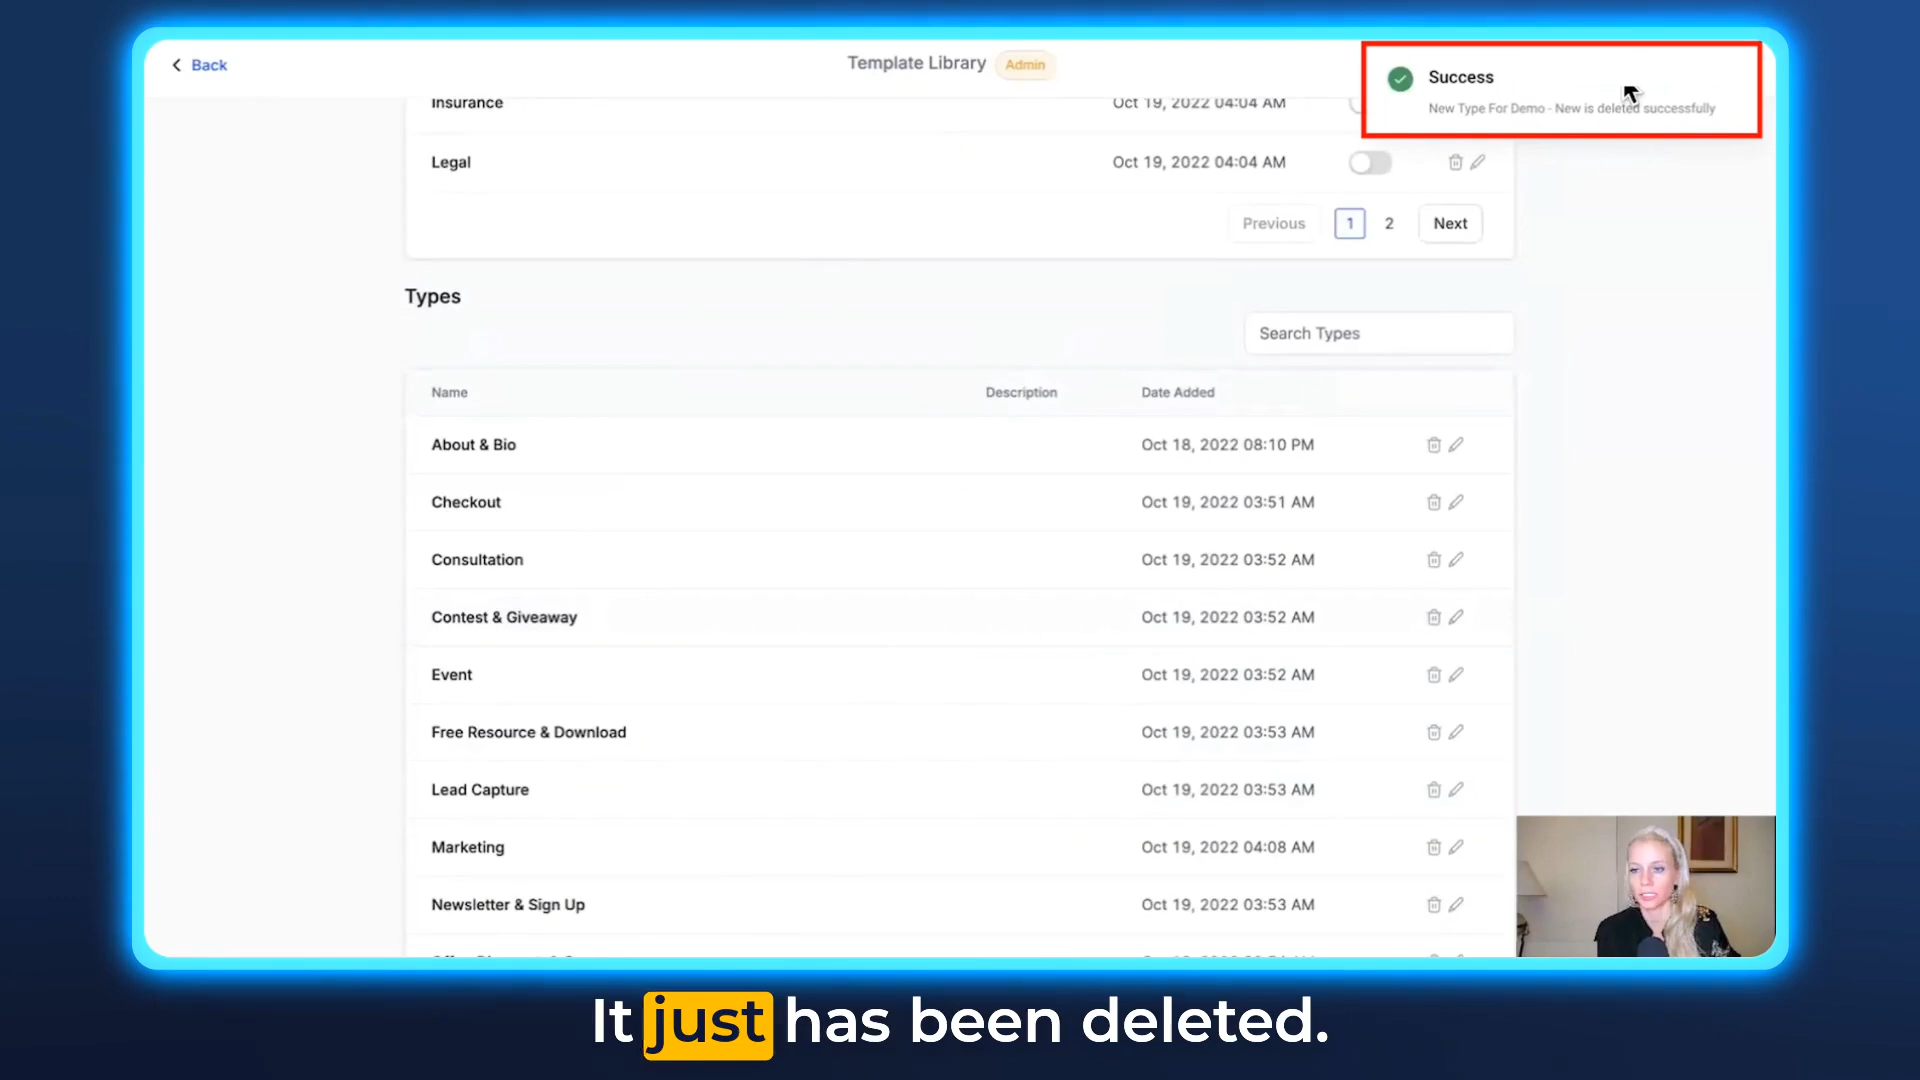 Back
Template Library Admin
Success
New Type For Demo - New is deleted successfully
Insurance Oct 19, 2022 04:04 AM
Legal Oct 19, 2022 04:04 AM
Previous 1 2 Next
Types
Search Types
Name Description Date Added
About & Bio Oct 18, 2022 08:10 PM
Checkout Oct 19, 2022 03:51 AM
Consultation Oct 19, 2022 03:52 AM
Contest & Giveaway Oct 19, 2022 03:52 AM
Event Oct 19, 2022 03:52 AM
Free Resource & Download Oct 19, 2022 03:53 AM
Lead Capture Oct 19, 2022 03:53 AM
Marketing Oct 19, 2022 04:08 AM
Newsletter & Sign Up Oct 19, 2022 03:53 AM
It just has been deleted.